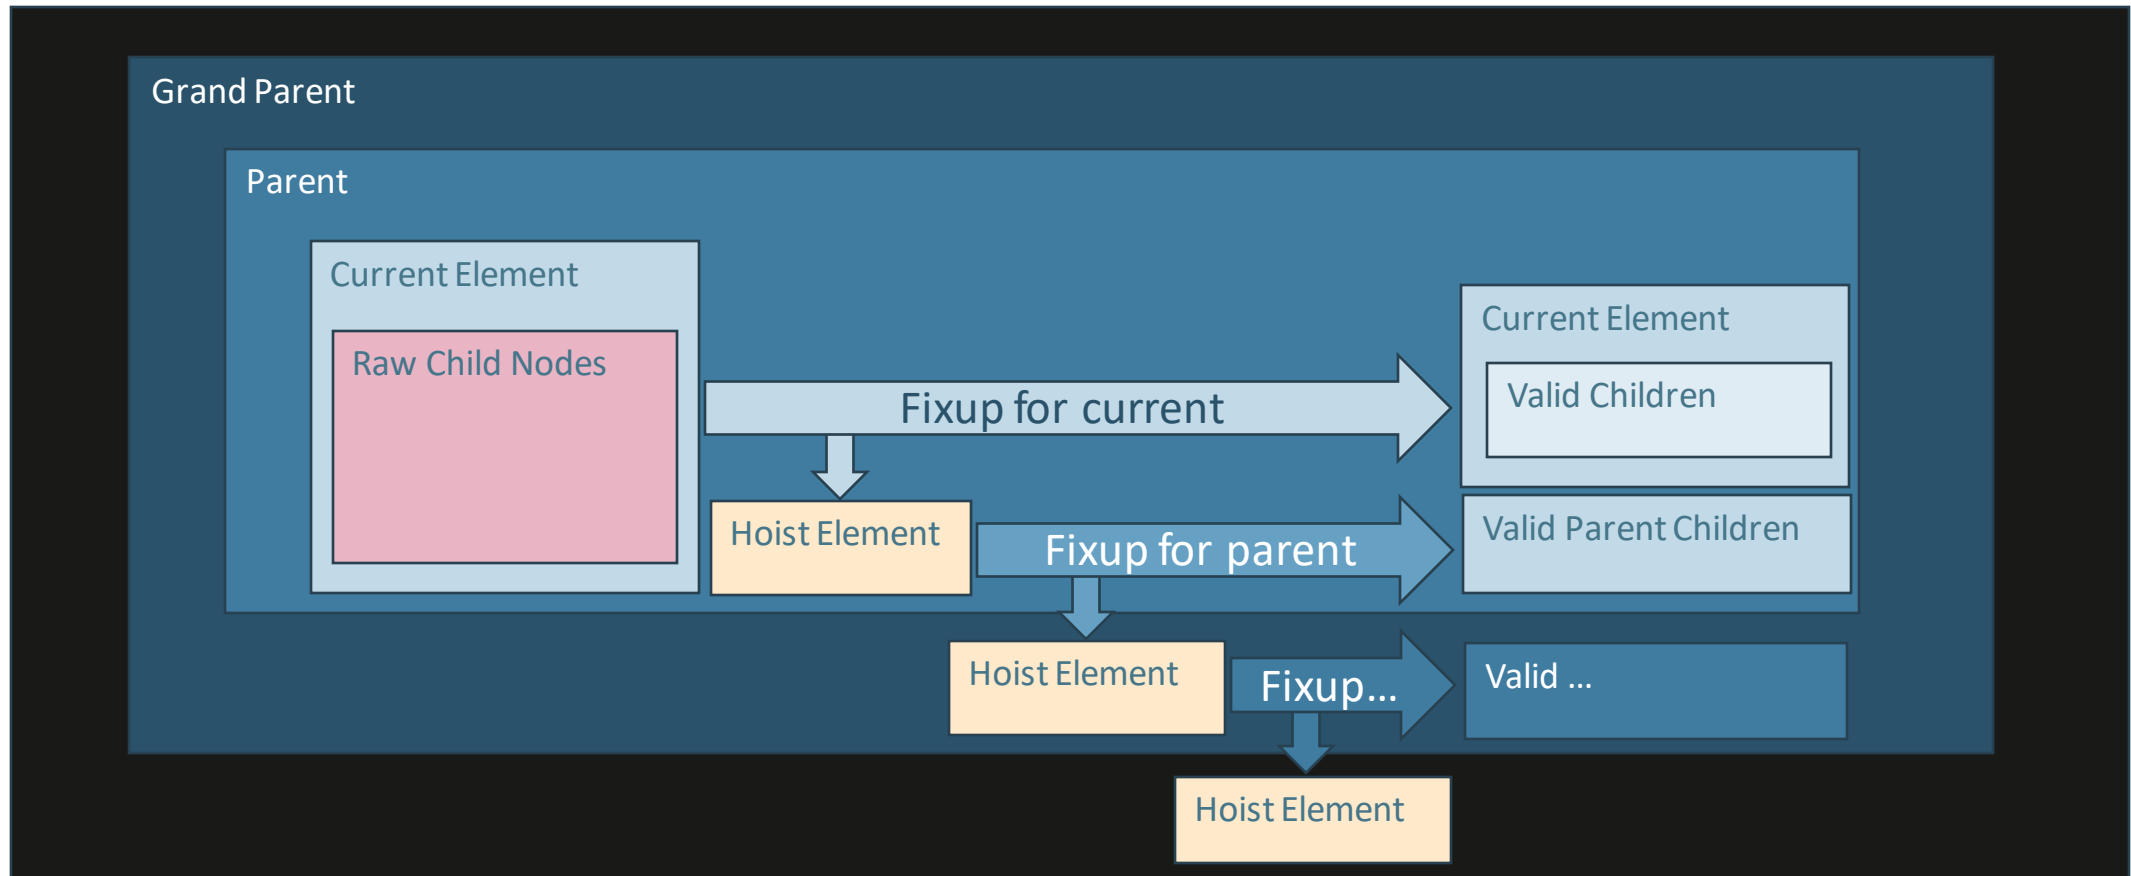 Grand Parent
Parent
Current Element
Raw Child Nodes
Fixup for current
Current Element
Valid Children
Hoist Element
Fixup for parent
Valid Parent Children
Hoist Element
Fixup...
Valid ...
Hoist Element